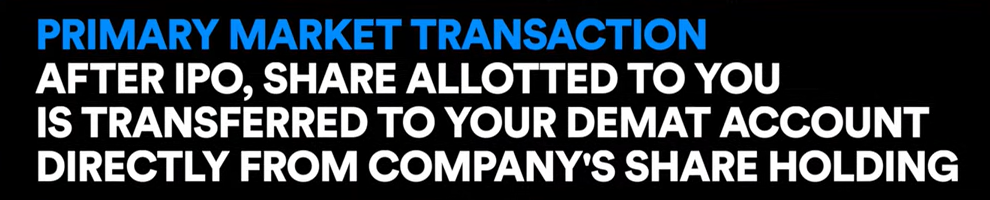 PRIMARY MARKET TRANSACTION
AFTER IPO, SHARE ALLOTTED TO YOU
IS TRANSFERRED TO YOUR DEMAT ACCOUNT
DIRECTLY FROM COMPANY'S SHARE HOLDING